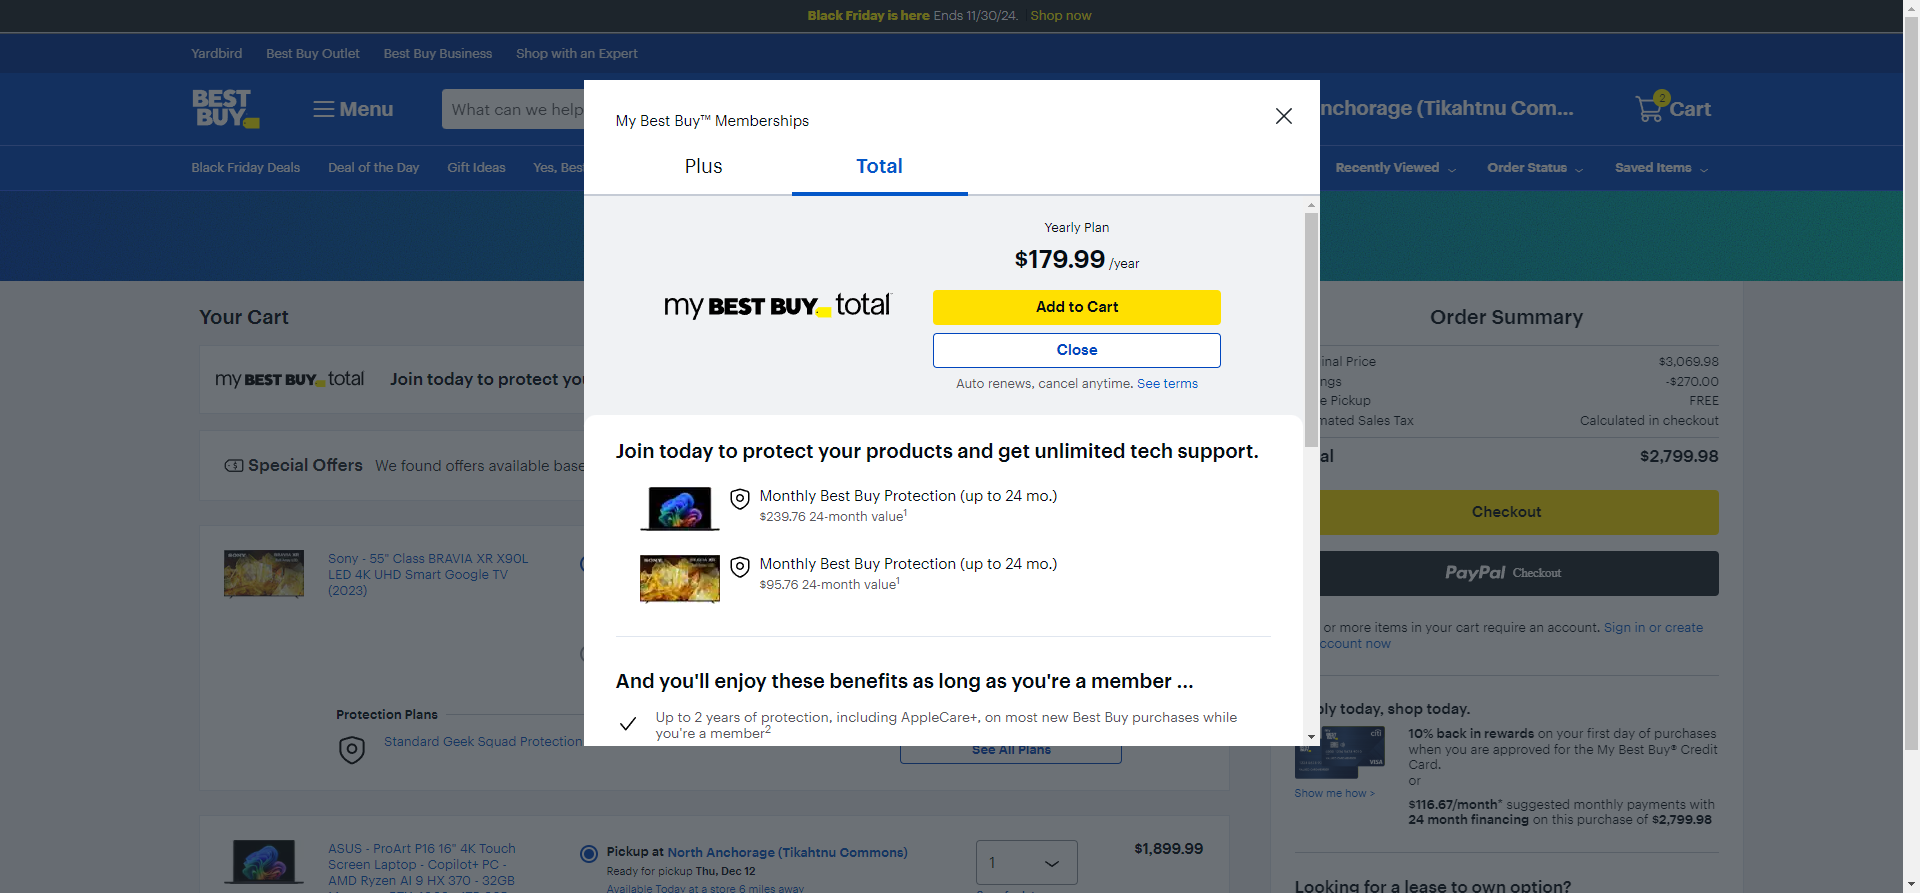 Black Friday is here Ends 11/30/24. Shop now
Yardbird Best Buy Outlet Best Buy Business Shop with an Expert
BEST BUY
Menu
What can we help
nchorage (Tikahtnu Com...
2
Cart
Black Friday Deals Deal of the Day Gift Ideas Yes, Bes
Recently Viewed Order Status Saved Items
My Best Buy™ Memberships
Plus Total
Yearly Plan
$179.99 /year
my BEST BUY total
Add to Cart
Close
Auto renews, cancel anytime. See terms
Join today to protect your products and get unlimited tech support.
Monthly Best Buy Protection (up to 24 mo.)
$239.76 24-month value1
Monthly Best Buy Protection (up to 24 mo.)
$95.76 24-month value1
And you'll enjoy these benefits as long as you're a member ...
Up to 2 years of protection, including AppleCare+, on most new Best Buy purchases while
you're a member2
Your Cart
my BEST BUY total Join today to protect you
Special Offers We found offers available base
Sony - 55" Class BRAVIA XR X90L
LED 4K UHD Smart Google TV
(2023)
Protection Plans
Standard Geek Squad Protection
See All Plans
ASUS - ProArt P16 16" 4K Touch
Screen Laptop - Copilot+ PC -
AMD Ryzen AI 9 HX 370 - 32GB
Pickup at North Anchorage (Tikahtnu Commons)
Ready for pickup Thu, Dec 12
Available Today at a store 6 miles away
1
$1,899.99
Order Summary
inal Price $3,069.98
ngs -$270.00
e Pickup FREE
mated Sales Tax Calculated in checkout
al $2,799.98
Checkout
PayPal Checkout
or more items in your cart require an account. Sign in or create
ccount now
ly today, shop today.
citi
VISA
10% back in rewards on your first day of purchases
when you are approved for the My Best Buy® Credit
Card.
or
Show me how >
$116.67/month* suggested monthly payments with
24 month financing on this purchase of $2,799.98
Looking for a lease to own option?